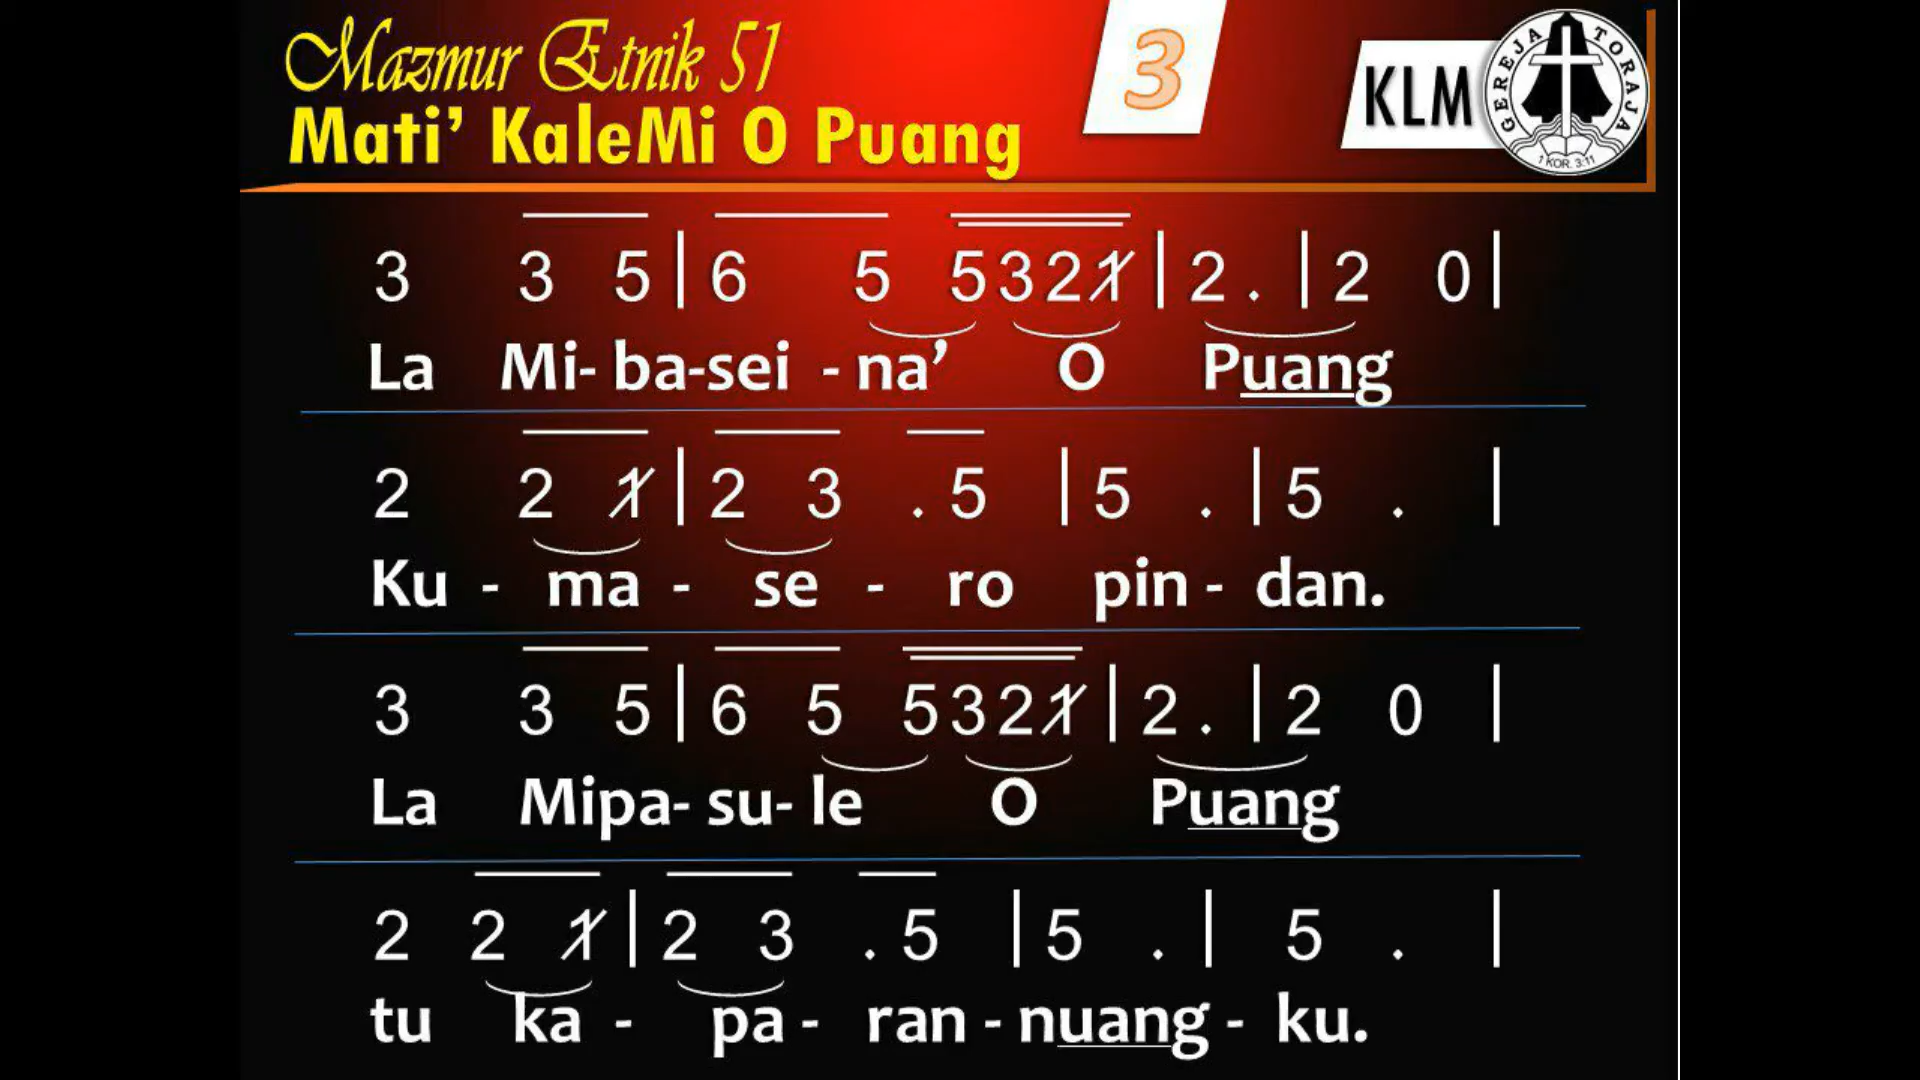 Mazmur Etnik 51
Mati’ KaleMi O Puang
3
KLM
GEREJA TORAJA
1 KOR. 3:11
3 3 5 | 6 5 5 3 2 1̸ | 2 . | 2 0 |
La Mi- ba-sei - na’ O Puang
2 2 1̸ | 2 3 . 5 | 5 . | 5 . |
Ku - ma - se - ro pin - dan.
3 3 5 | 6 5 5 3 2 1̸ | 2 . | 2 0 |
La Mipa- su- le O Puang
2 2 1̸ | 2 3 . 5 | 5 . | 5 . |
tu ka - pa - ran - nuang - ku.